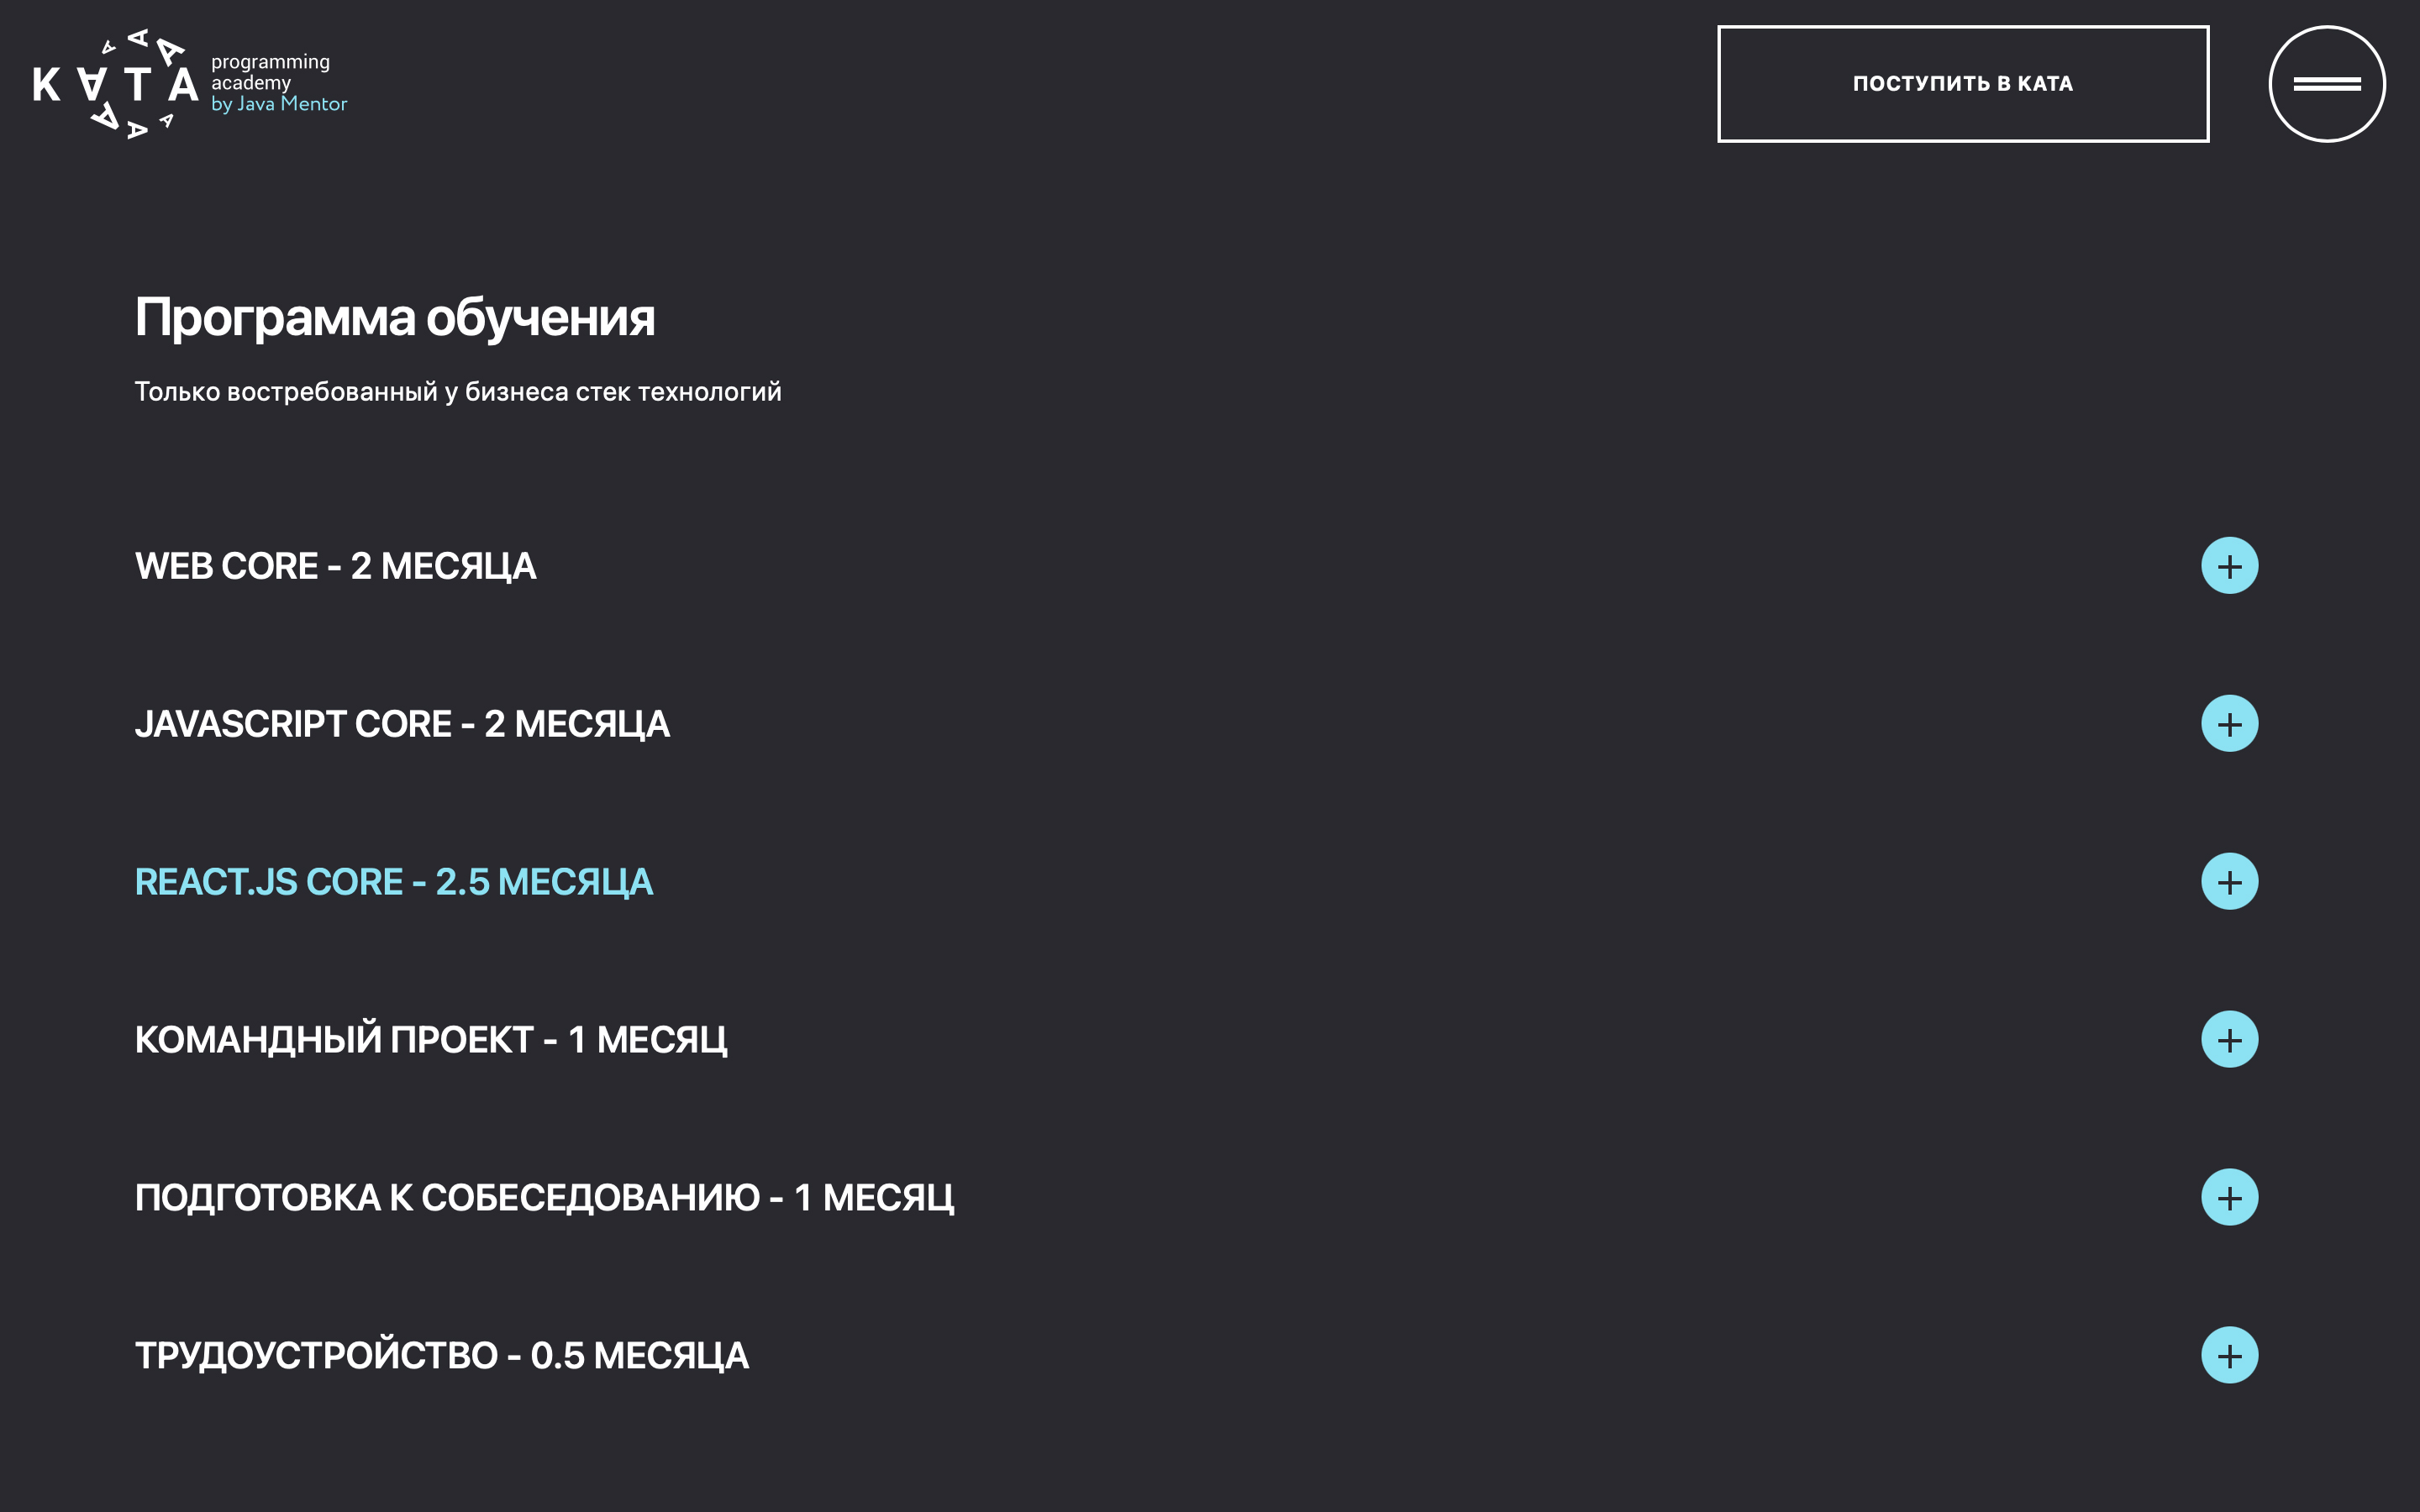 KATA
programming
academy
by Java Mentor
ПОСТУПИТЬ В КАТА
Программа обучения
Только востребованный у бизнеса стек технологий
WEB CORE - 2 МЕСЯЦА
JAVASCRIPT CORE - 2 МЕСЯЦА
REACT.JS CORE - 2.5 МЕСЯЦА
КОМАНДНЫЙ ПРОЕКТ - 1 МЕСЯЦ
ПОДГОТОВКА К СОБЕСЕДОВАНИЮ - 1 МЕСЯЦ
ТРУДОУСТРОЙСТВО - 0.5 МЕСЯЦА